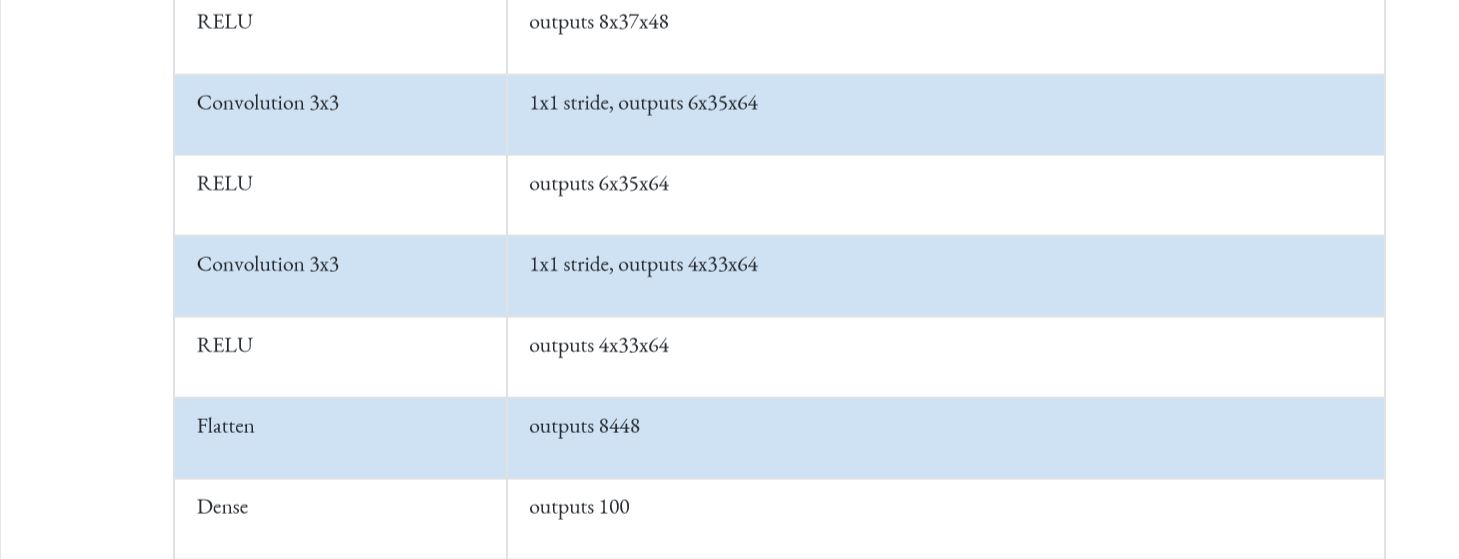 RELU outputs 8x37x48
Convolution 3x3 1x1 stride, outputs 6x35x64
RELU outputs 6x35x64
Convolution 3x3 1x1 stride, outputs 4x33x64
RELU outputs 4x33x64
Flatten outputs 8448
Dense outputs 100